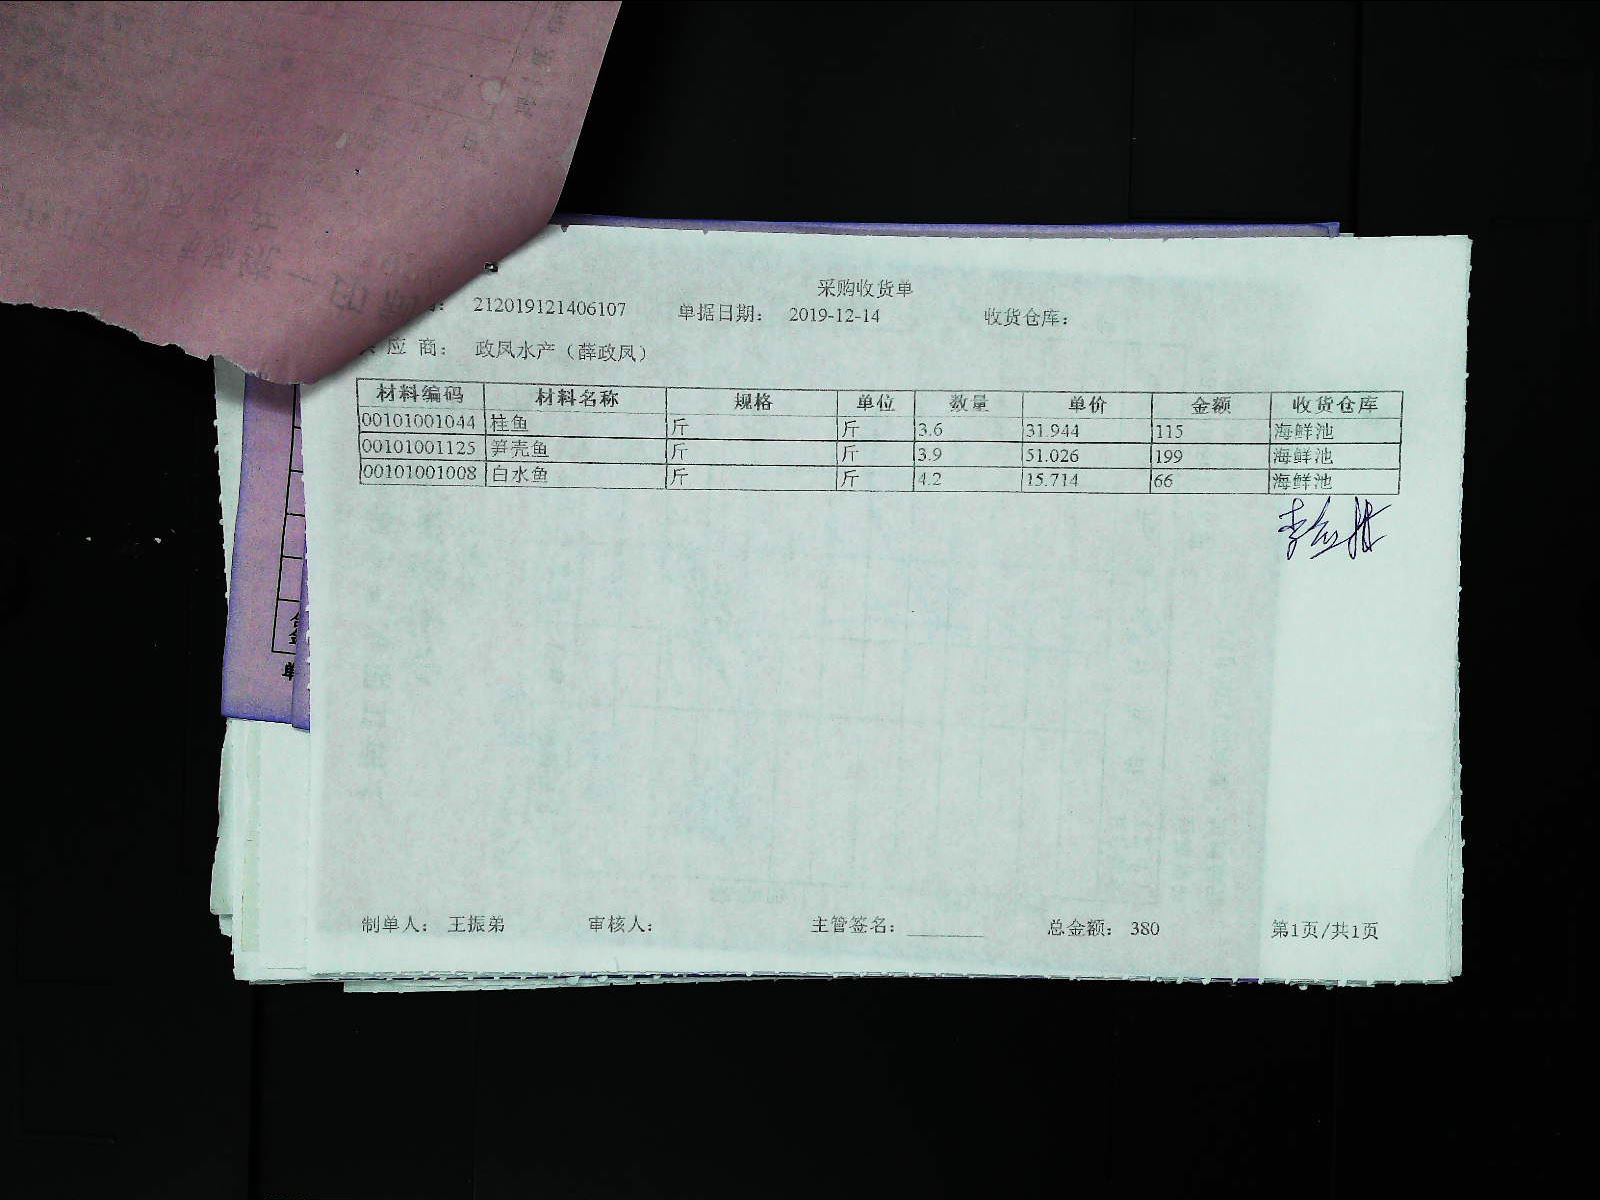 采购收货单
212019121406107 单据日期: 2019-12-14 收货仓库:
应 商: 政凤水产（薛政凤）
材料编码 材料名称 规格 单位 数量 单价 金额 收货仓库
00101001044 桂鱼 斤 斤 3.6 31.944 115 海鲜池
00101001125 笋壳鱼 斤 斤 3.9 51.026 199 海鲜池
00101001008 白水鱼 斤 斤 4.2 15.714 66 海鲜池
合
金
单
制单人: 王振弟 审核人: 主管签名: 总金额: 380 第1页/共1页